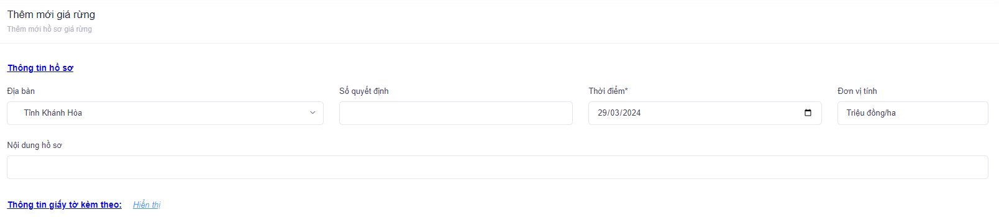 Thêm mới giá rừng
Thêm mới hồ sơ giá rừng
Thông tin hồ sơ
Địa bàn
Số quyết định
Thời điểm*
Đơn vị tính
Tỉnh Khánh Hòa
29/03/2024
Triệu đồng/ha
Nội dung hồ sơ
Thông tin giấy tờ kèm theo: Hiển thị